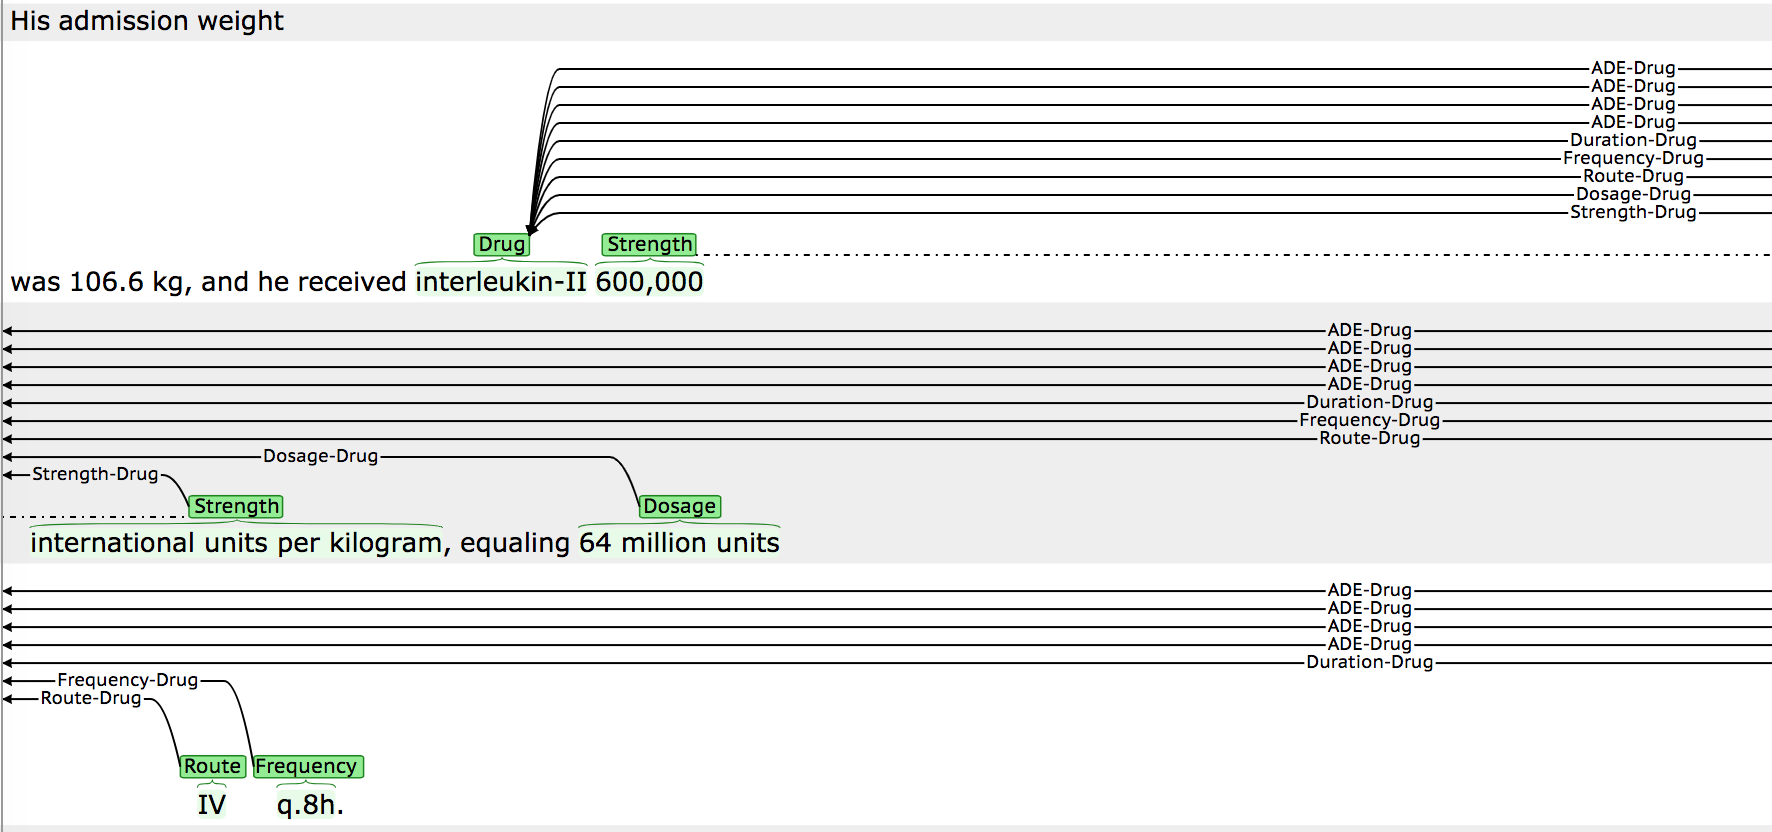 His admission weight
ADE-Drug
ADE-Drug
ADE-Drug
ADE-Drug
Duration-Drug
Frequency-Drug
Route-Drug
Dosage-Drug
Strength-Drug
Drug Strength
was 106.6 kg, and he received interleukin-II 600,000
ADE-Drug
ADE-Drug
ADE-Drug
ADE-Drug
Duration-Drug
Frequency-Drug
Route-Drug
Dosage-Drug
Strength-Drug
Strength Dosage
international units per kilogram, equaling 64 million units
ADE-Drug
ADE-Drug
ADE-Drug
ADE-Drug
Duration-Drug
Frequency-Drug
Route-Drug
Route Frequency
IV q.8h.